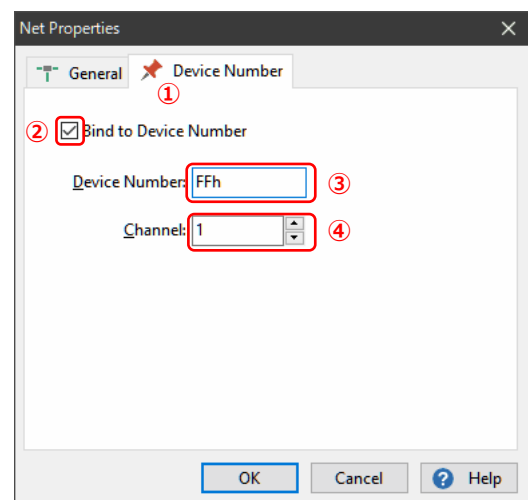 Net Properties
General Device Number
①
② Bind to Device Number
Device Number: FFh ③
Channel: 1 ④
OK Cancel Help